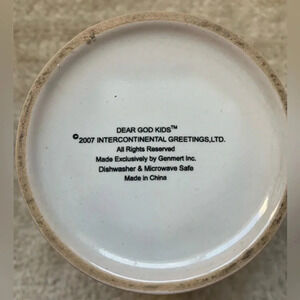 DEAR GOD KIDS™
©2007 INTERCONTINENTAL GREETINGS,LTD.
All Rights Reserved
Made Exclusively by Genmert Inc.
Dishwasher & Microwave Safe
Made in China